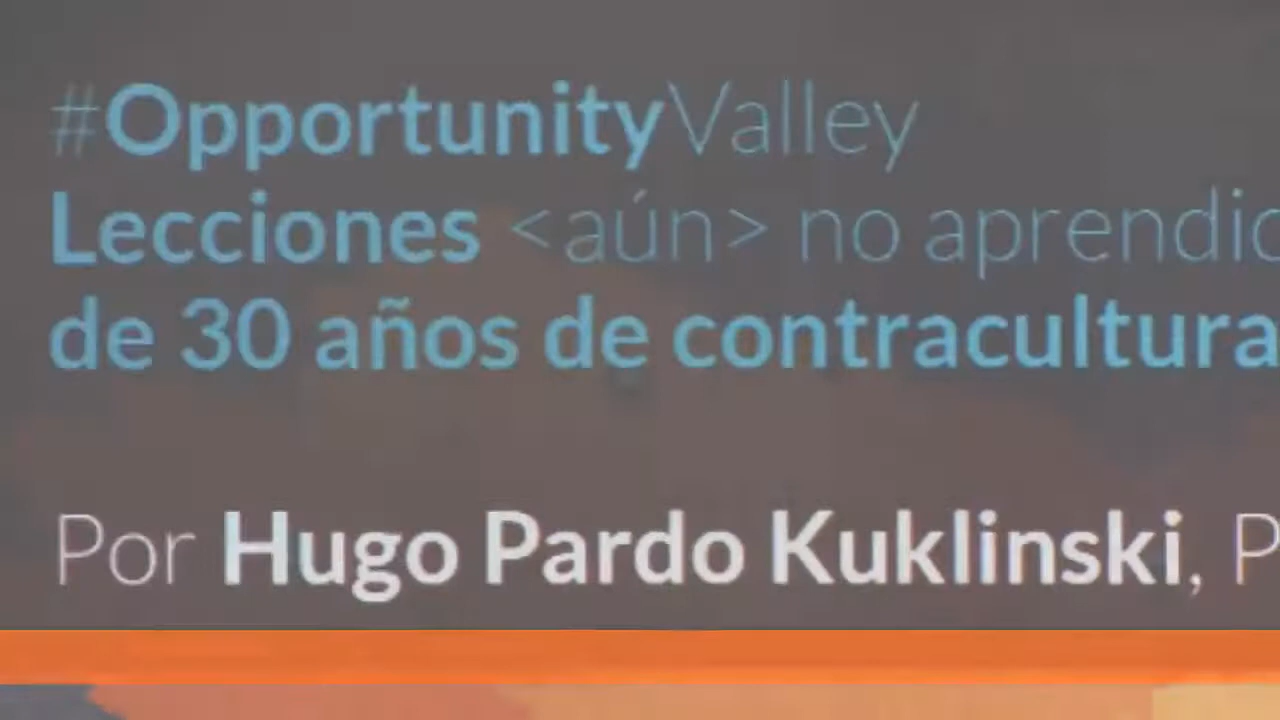 #OpportunityValley
Lecciones <aún> no aprendic
de 30 años de contracultura
Por Hugo Pardo Kuklinski, P